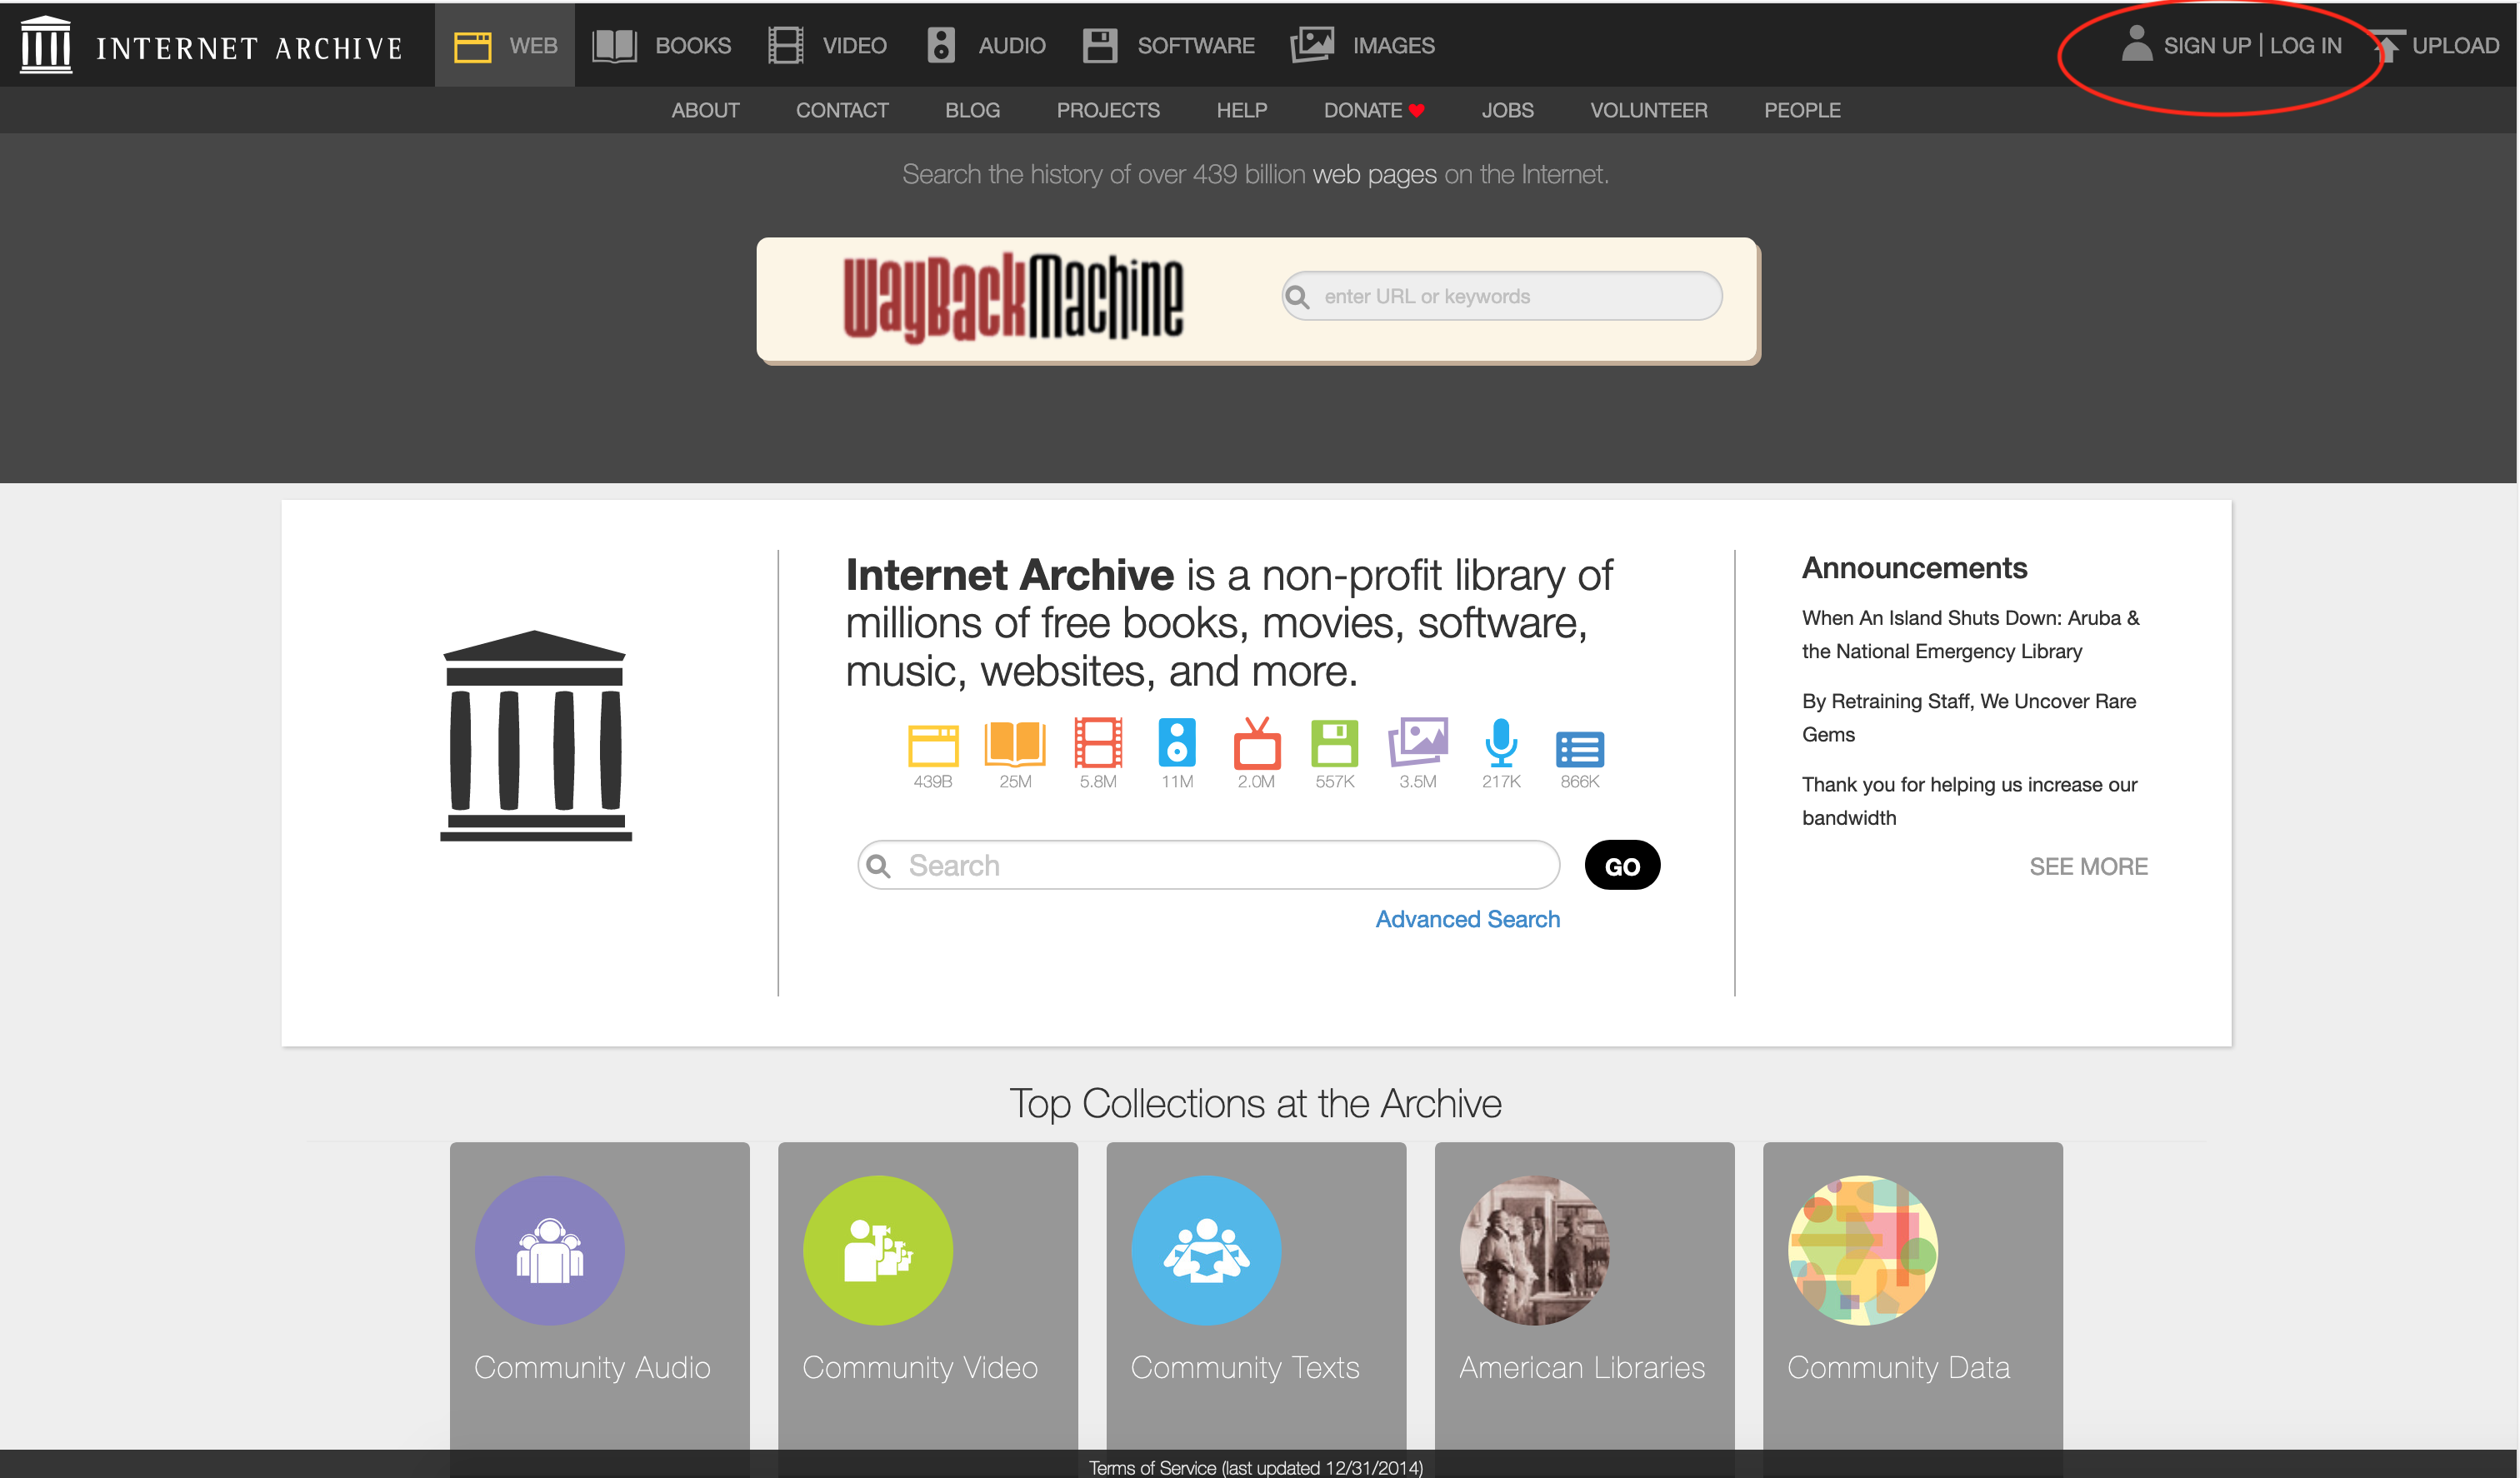 INTERNET ARCHIVE WEB BOOKS VIDEO AUDIO SOFTWARE IMAGES SIGN UP | LOG IN UPLOAD
ABOUT CONTACT BLOG PROJECTS HELP DONATE JOBS VOLUNTEER PEOPLE
Search the history of over 439 billion web pages on the Internet.
WayBackMachine enter URL or keywords
Internet Archive is a non-profit library of
millions of free books, movies, software,
music, websites, and more.
439B 25M 5.8M 11M 2.0M 557K 3.5M 217K 866K
Search GO
Advanced Search
Announcements
When An Island Shuts Down: Aruba &
the National Emergency Library
By Retraining Staff, We Uncover Rare
Gems
Thank you for helping us increase our
bandwidth
SEE MORE
Top Collections at the Archive
Community Audio Community Video Community Texts American Libraries Community Data
Terms of Service (last updated 12/31/2014)